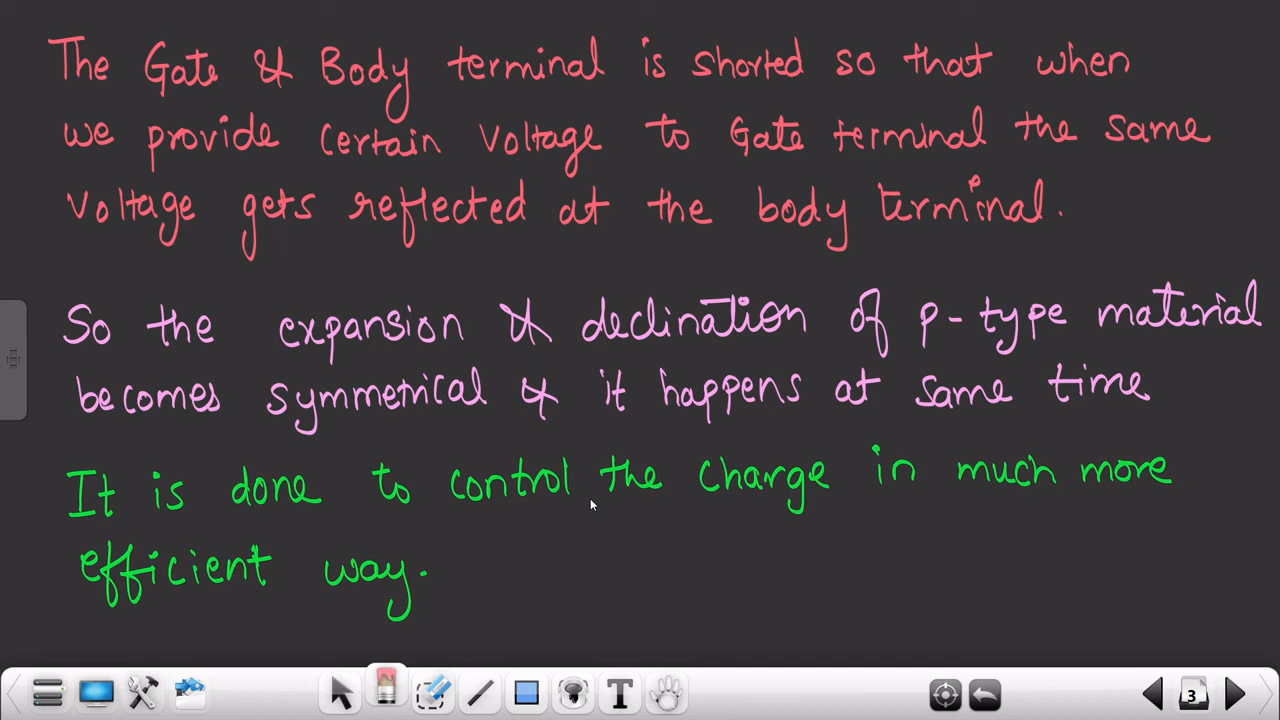 The Gate & Body terminal is shorted so that when
we provide certain voltage to Gate terminal the same
voltage gets reflected at the body terminal.
So the expansion & declination of p-type material
becomes symmetrical & it happens at same time
It is done to control the charge in much more
efficient way.
T
3